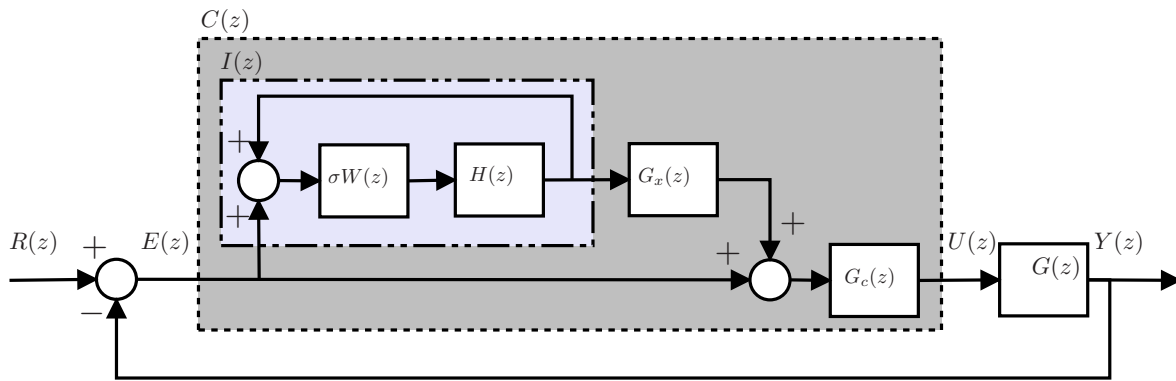 C(z)
I(z)
+
σW(z)
H(z)
G_x(z)
+
+
R(z)
+
E(z)
+
G_c(z)
U(z)
G(z)
Y(z)
−